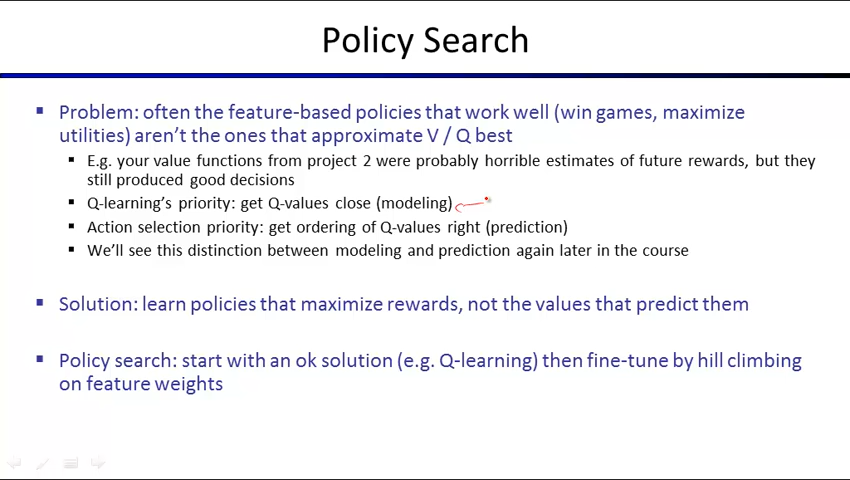 Policy Search
Problem: often the feature-based policies that work well (win games, maximize
utilities) aren't the ones that approximate V / Q best
E.g. your value functions from project 2 were probably horrible estimates of future rewards, but they
still produced good decisions
Q-learning's priority: get Q-values close (modeling)
Action selection priority: get ordering of Q-values right (prediction)
We'll see this distinction between modeling and prediction again later in the course
Solution: learn policies that maximize rewards, not the values that predict them
Policy search: start with an ok solution (e.g. Q-learning) then fine-tune by hill climbing
on feature weights